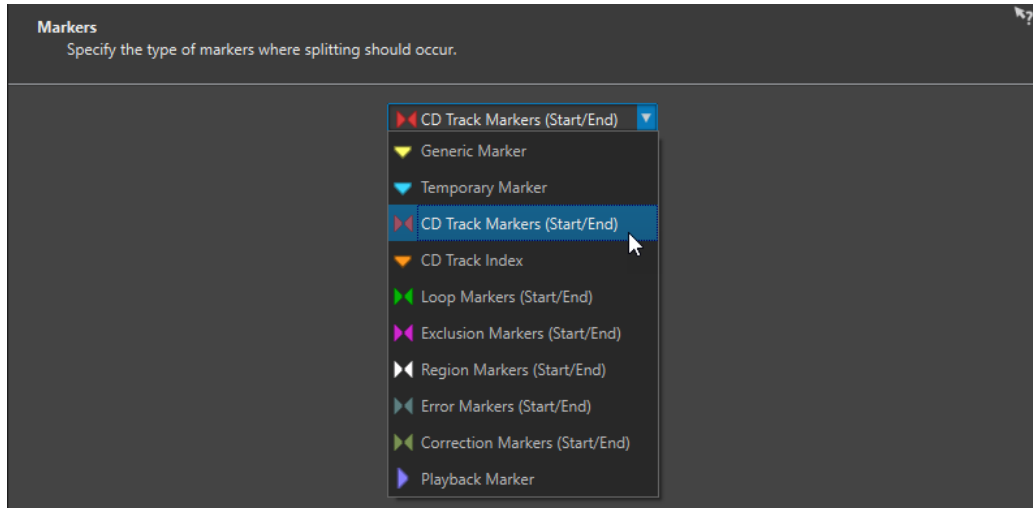 Markers
Specify the type of markers where splitting should occur.
CD Track Markers (Start/End)
Generic Marker
Temporary Marker
CD Track Markers (Start/End)
CD Track Index
Loop Markers (Start/End)
Exclusion Markers (Start/End)
Region Markers (Start/End)
Error Markers (Start/End)
Correction Markers (Start/End)
Playback Marker